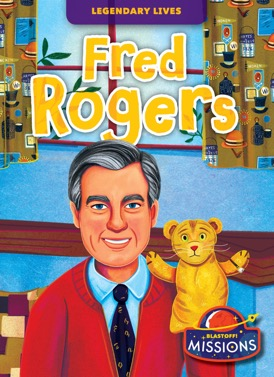 LEGENDARY LIVES
Fred
Rogers
BLASTOFF!
MISSIONS